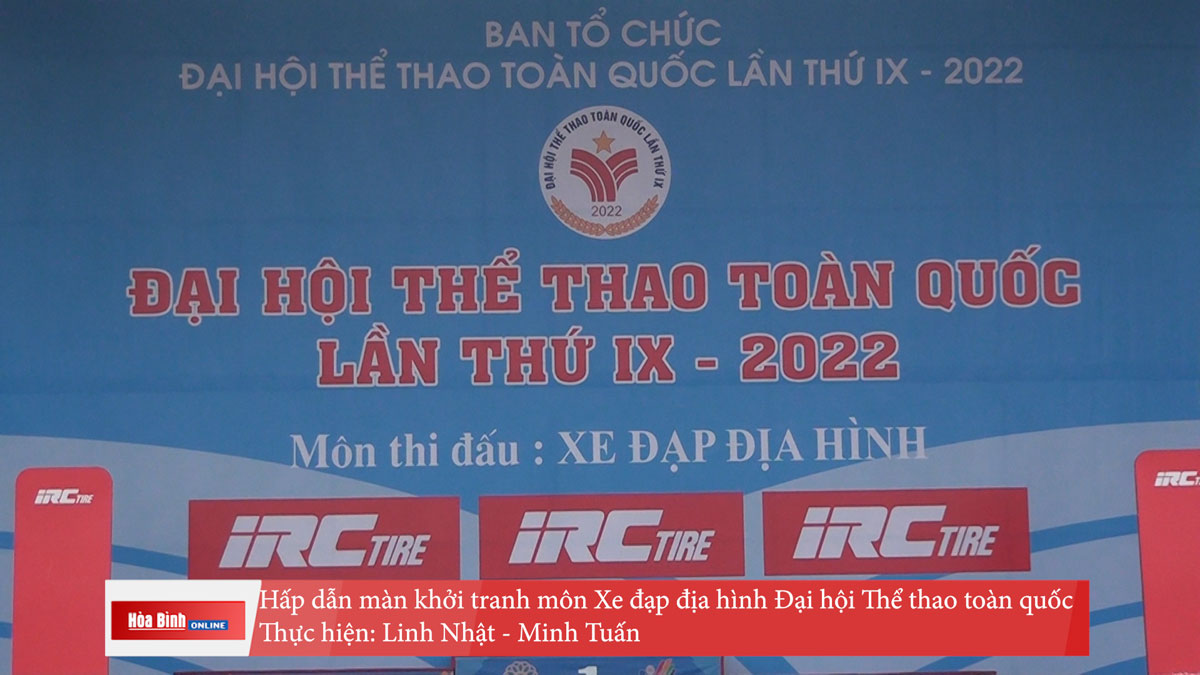 BAN TỔ CHỨC
ĐẠI HỘI THỂ THAO TOÀN QUỐC LẦN THỨ IX - 2022
ĐẠI HỘI THỂ THAO TOÀN QUỐC LẦN THỨ IX
2022
ĐẠI HỘI THỂ THAO TOÀN QUỐC
LẦN THỨ IX - 2022
Môn thi đấu : XE ĐẠP ĐỊA HÌNH
iRC TIRE
iRC T
iRC TIRE
iRC TIRE
iRC TIRE
Hòa Bình ONLINE
Hấp dẫn màn khởi tranh môn Xe đạp địa hình Đại hội Thể thao toàn quốc
Thực hiện: Linh Nhật - Minh Tuấn
1